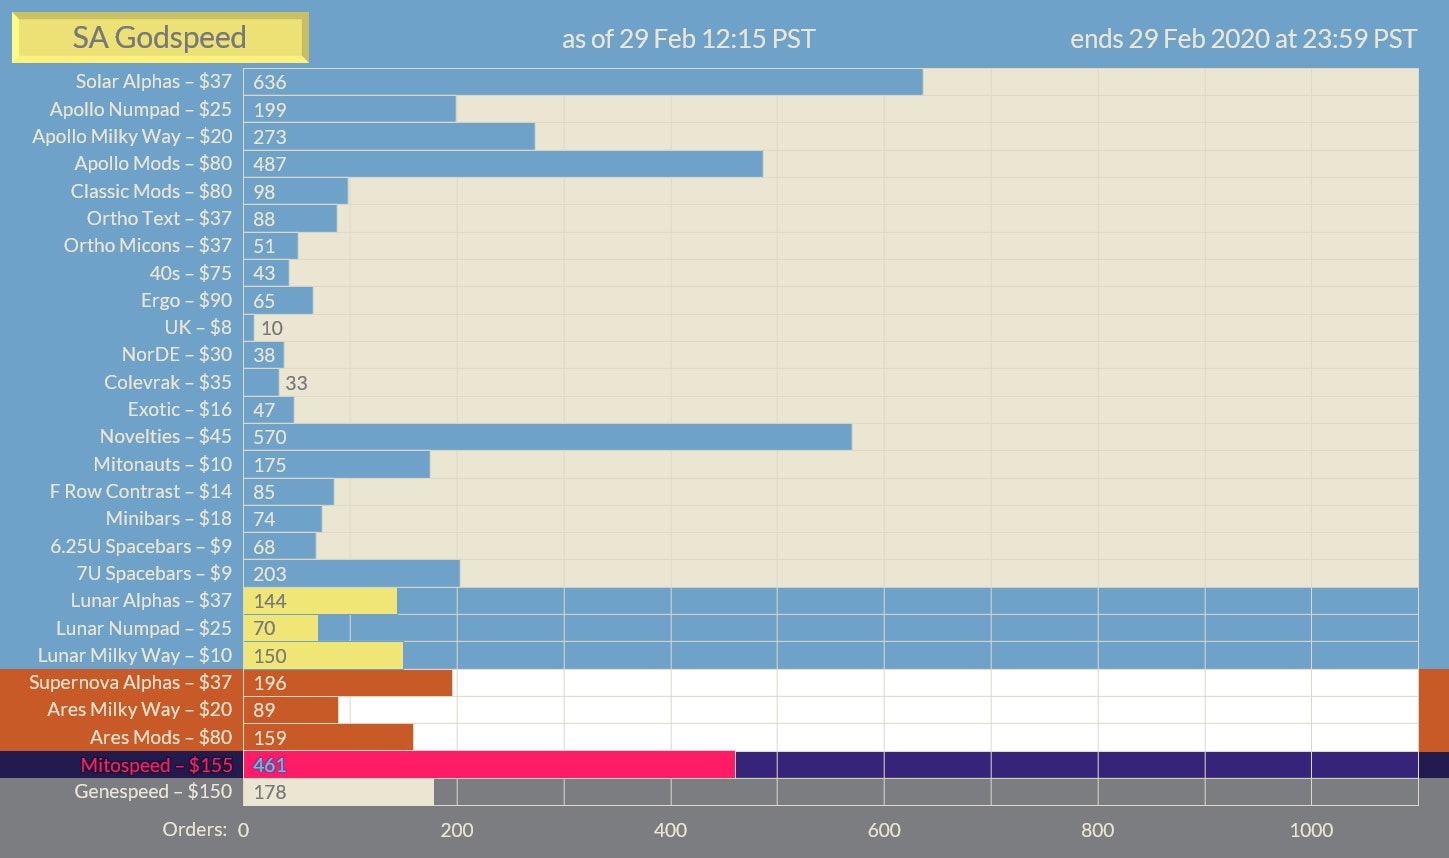 SA Godspeed as of 29 Feb 12:15 PST ends 29 Feb 2020 at 23:59 PST
Solar Alphas – $37 636
Apollo Numpad – $25 199
Apollo Milky Way – $20 273
Apollo Mods – $80 487
Classic Mods – $80 98
Ortho Text – $37 88
Ortho Micons – $37 51
40s – $75 43
Ergo – $90 65
UK – $8 10
NorDE – $30 38
Colevrak – $35 33
Exotic – $16 47
Novelties – $45 570
Mitonauts – $10 175
F Row Contrast – $14 85
Minibars – $18 74
6.25U Spacebars – $9 68
7U Spacebars – $9 203
Lunar Alphas – $37 144
Lunar Numpad – $25 70
Lunar Milky Way – $10 150
Supernova Alphas – $37 196
Ares Milky Way – $20 89
Ares Mods – $80 159
Mitospeed – $155 461
Genespeed – $150 178
Orders: 0 200 400 600 800 1000